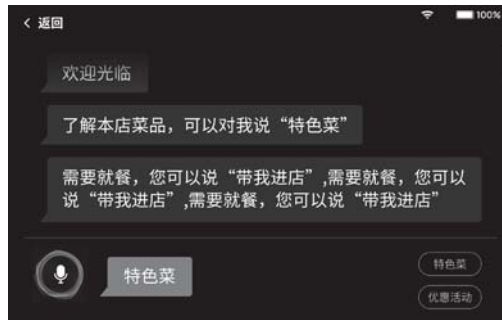 返回
100%
欢迎光临
了解本店菜品，可以对我说“特色菜”
需要就餐，您可以说“带我进店”,需要就餐，您可以
说“带我进店”,需要就餐，您可以说“带我进店”
特色菜
特色菜
优惠活动